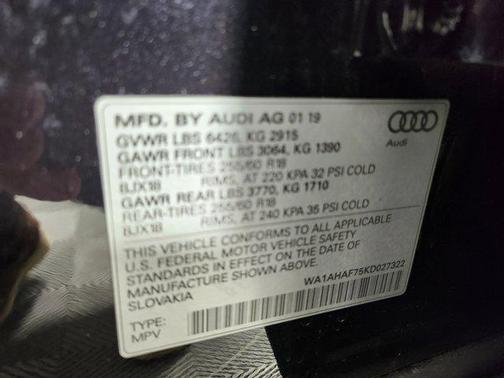 MFD. BY AUDI AG 01 19
GVWR LBS 6426, KG 2915
GAWR FRONT LBS 3064, KG 1390
FRONT-TIRES 255/60 R18
8JX18 RIMS, AT 220 KPA 32 PSI COLD
GAWR REAR LBS 3770, KG 1710
REAR-TIRES 255/60 R18
8JX18 RIMS, AT 240 KPA 35 PSI COLD
THIS VEHICLE CONFORMS TO ALL APPLICABLE
U.S. FEDERAL MOTOR VEHICLE SAFETY
STANDARDS IN EFFECT ON THE DATE OF
MANUFACTURE SHOWN ABOVE.
SLOVAKIA WA1AHAF75KD027322
TYPE:
MPV
Audi